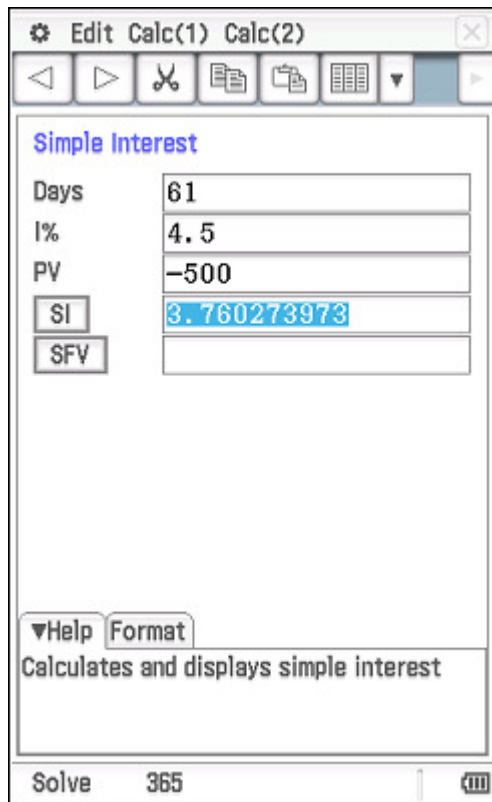 Edit Calc(1) Calc(2)
Simple Interest
Days 61
I% 4.5
PV −500
SI 3.760273973
SFV
▼Help Format
Calculates and displays simple interest
Solve 365